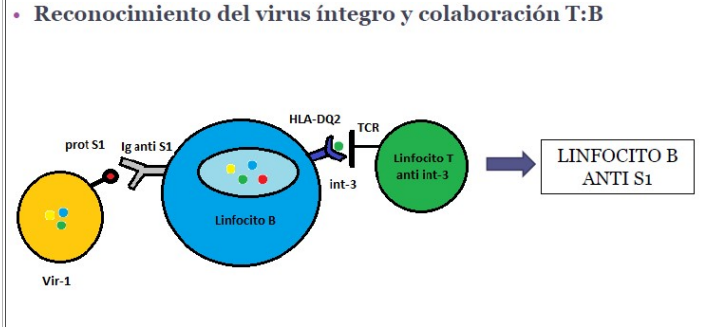 • Reconocimiento del virus íntegro y colaboración T:B
HLA-DQ2
TCR
prot S1
Ig anti S1
Linfocito T
anti int-3
int-3
Linfocito B
Vir-1
LINFOCITO B
ANTI S1